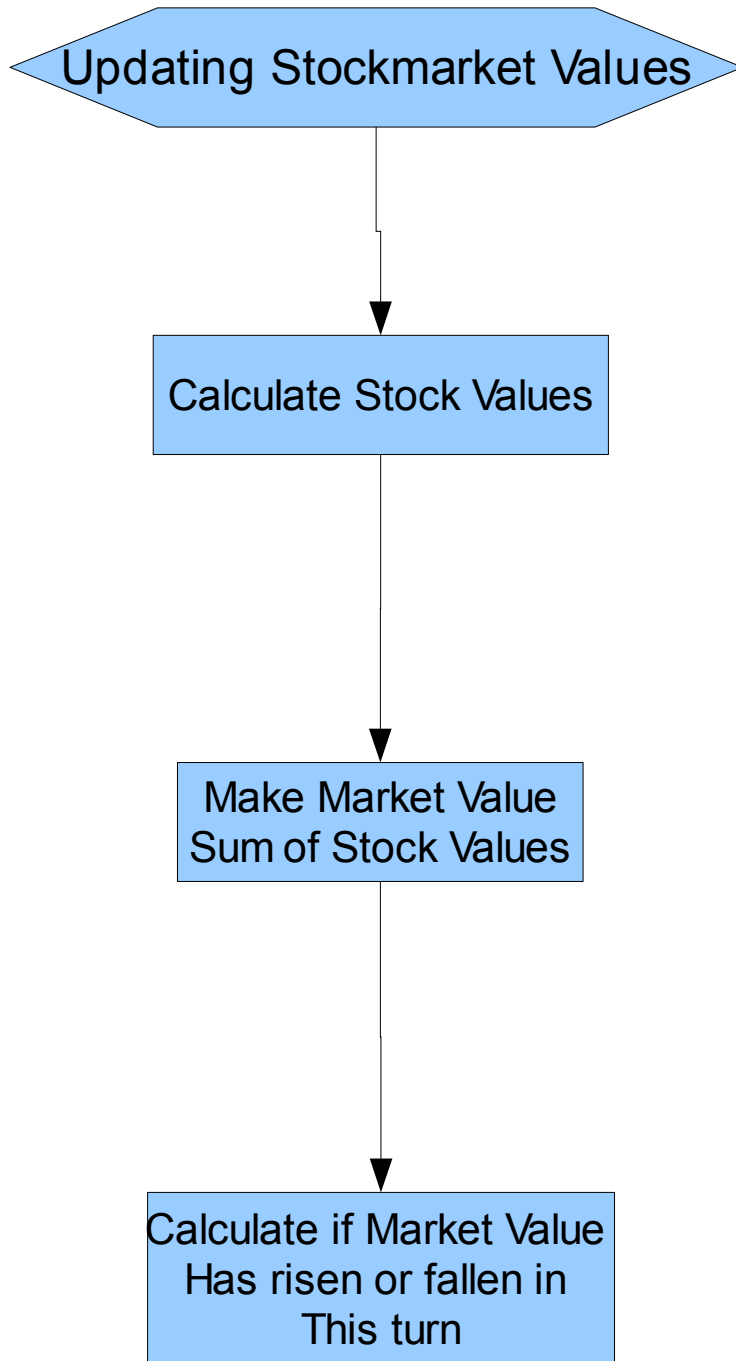 Updating Stockmarket Values
Calculate Stock Values
Make Market Value
Sum of Stock Values
Calculate if Market Value
Has risen or fallen in
This turn